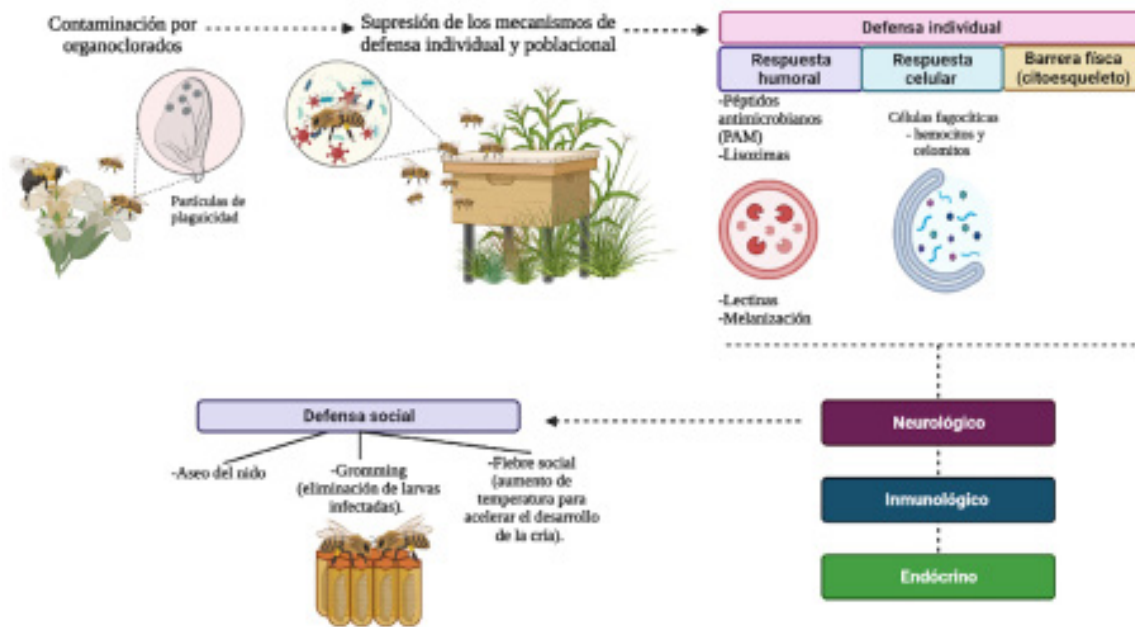 Contaminación por
organoclorados
Supresión de los mecanismos de
defensa individual y poblacional
Defensa individual
Respuesta
humoral
Respuesta
celular
Barrera física
(citoesqueleto)
-Péptidos
antimicrobianos
(PAM)
-Lisoximas
Células fagocíticas
- hemocitos y
celomitos
Partículas de
plaguicidad
-Lectinas
-Melanización
Defensa social
Neurológico
-Aseo del nido
-Gromming
(eliminación de larvas
infectadas).
-Fiebre social
(aumento de
temperatura para
acelerar el desarrollo
de la cría).
Inmunológico
Endócrino